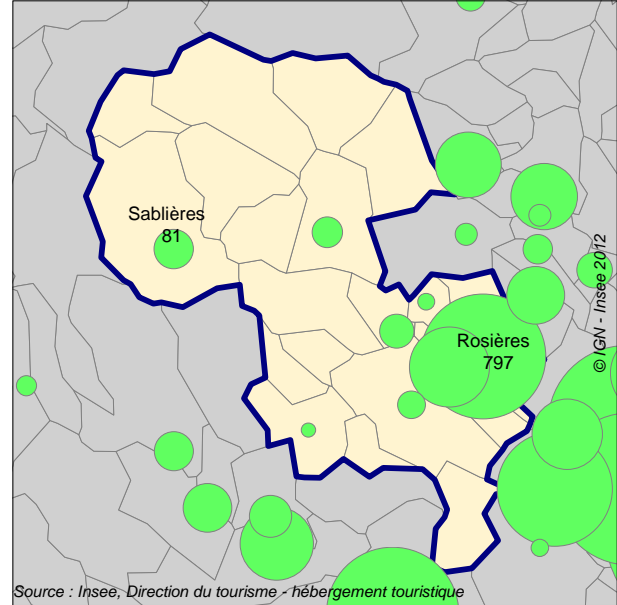 Sablières
81
Rosières
797
© IGN - Insee 2012
Source : Insee, Direction du tourisme - hébergement touristique